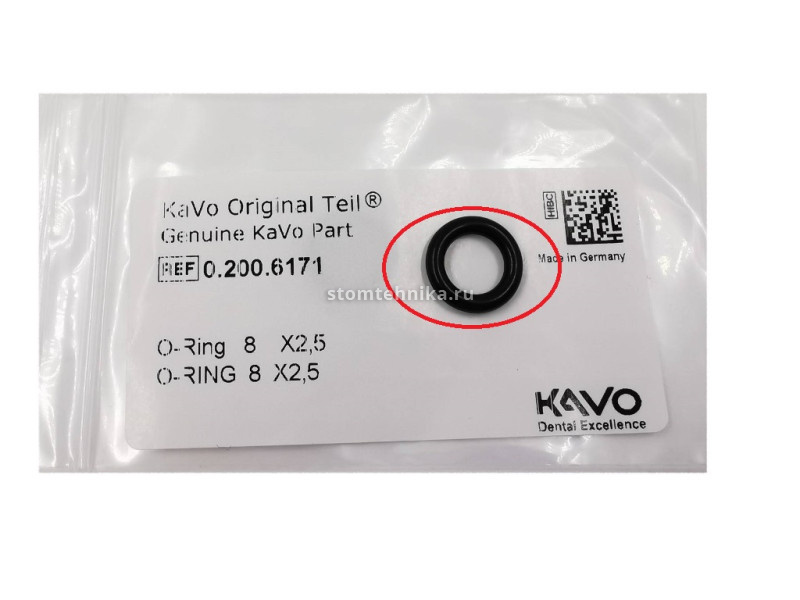 KaVo Original Teil®
Genuine KaVo Part
REF 0.200.6171
HIBC
Made in Germany
stomtehnika.ru
O-Ring 8 X2,5
O-RING 8 X2,5
KAVO
Dental Excellence